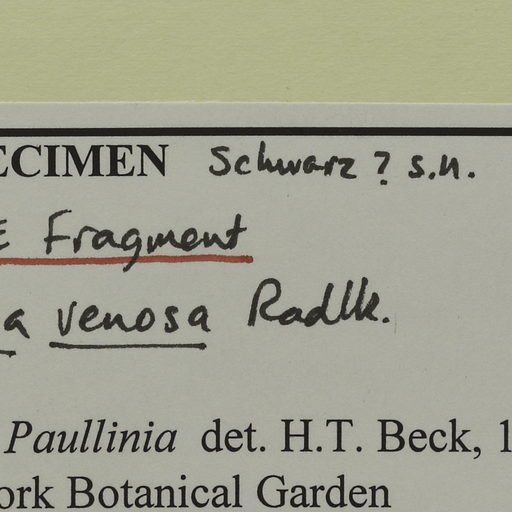 ECIMEN Schwarz? s.n.
E Fragment
a venosa Radlk.
Paullinia det. H.T. Beck, 1
ork Botanical Garden